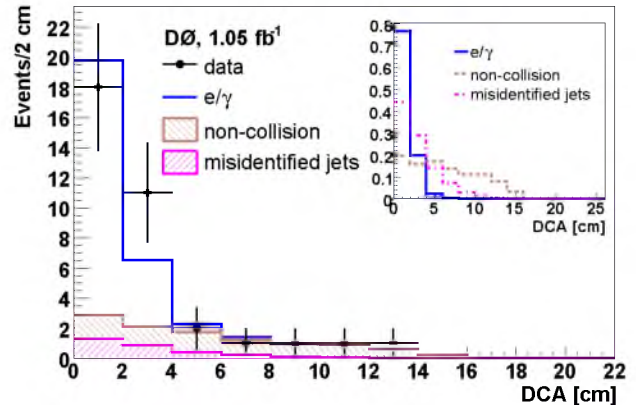 Events/2 cm
22
20
18
16
14
12
10
8
6
4
2
0
0 2 4 6 8 10 12 14 16 18 20 22
DCA [cm]
DØ, 1.05 fb⁻¹
data
e/γ
non-collision
misidentified jets
0.8
0.7
0.6
0.5
0.4
0.3
0.2
0.1
0
0 5 10 15 20 25
DCA [cm]
e/γ
non-collision
misidentified jets